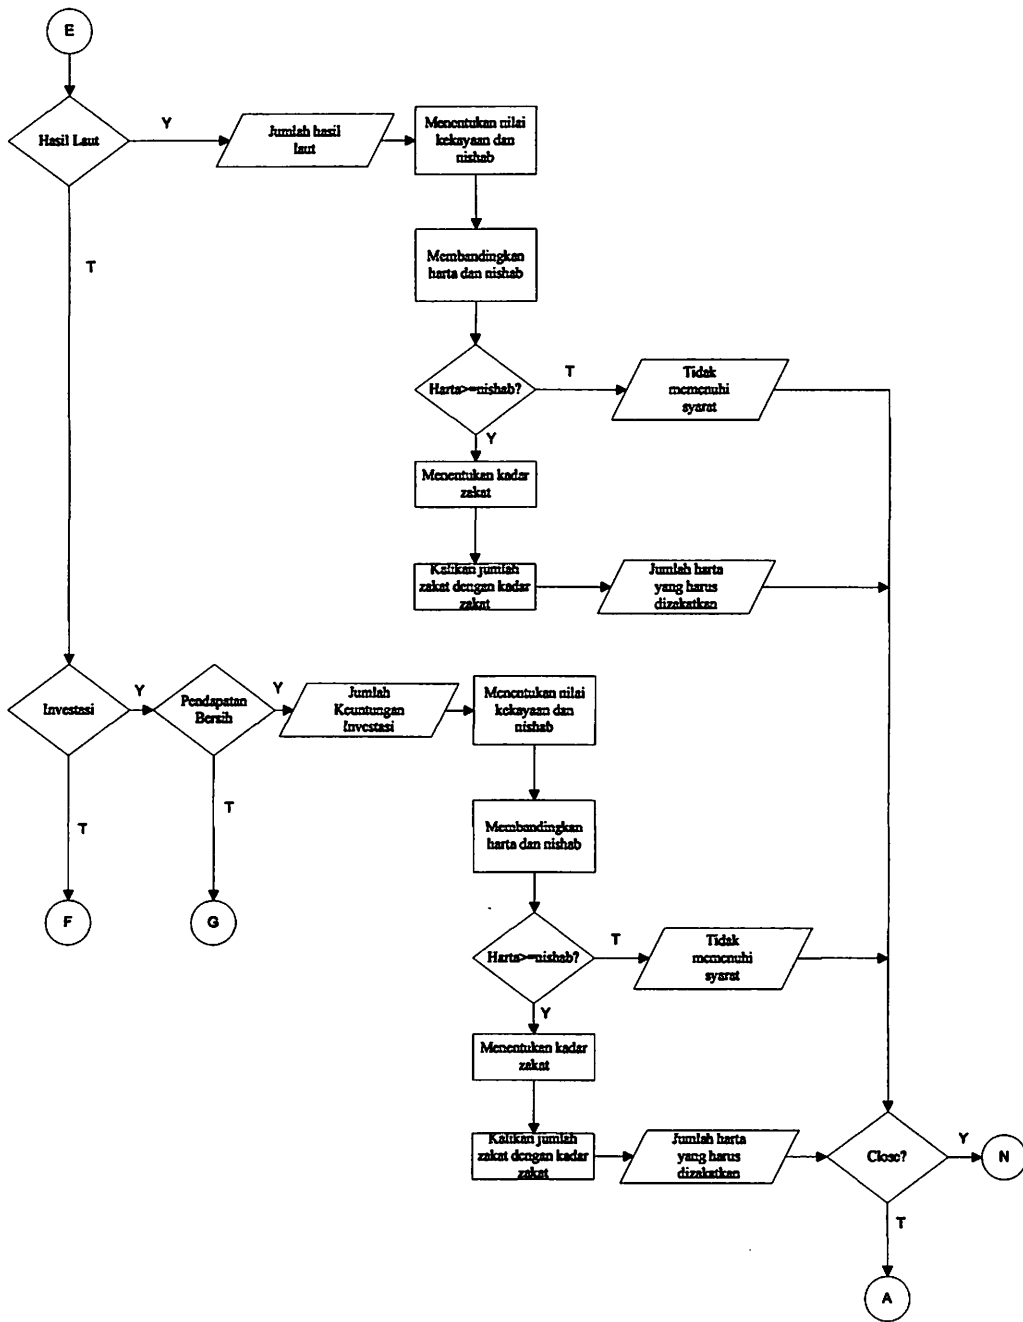 E
Hasil Laut
Y
Jumlah hasil
laut
Menentukan nilai
kekayaan dan
nishab
T
Membandingkan
harta dan nishab
Harta>=nishab?
T
Tidak
memenuhi
syarat
Y
Menentukan kadar
zakat
Kalikan jumlah
zakat dengan kadar
zakat
Jumlah harta
yang harus
dizakatkan
Investasi
Y
Pendapatan
Bersih
Y
Jumlah
Keuntungan
Investasi
Menentukan nilai
kekayaan dan
nishab
T
T
Membandingkan
harta dan nishab
F
G
Harta>=nishab?
T
Tidak
memenuhi
syarat
Y
Menentukan kadar
zakat
Kalikan jumlah
zakat dengan kadar
zakat
Jumlah harta
yang harus
dizakatkan
Close?
Y
N
T
A